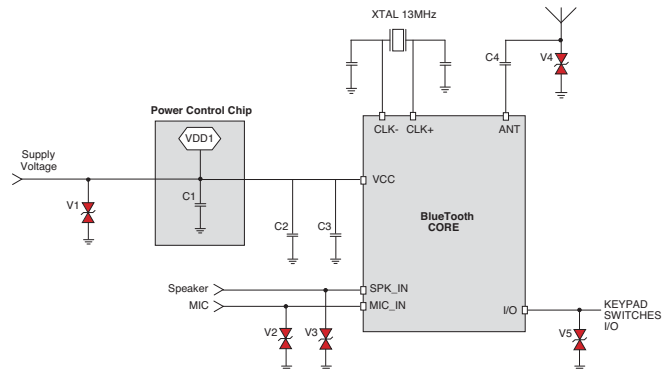 XTAL 13MHz
C4
V4
Power Control Chip
CLK-
CLK+
ANT
VDD1
Supply
Voltage
VCC
V1
C1
C2
C3
BlueTooth
CORE
Speaker
SPK_IN
MIC
MIC_IN
I/O
KEYPAD
SWITCHES
I/O
V2
V3
V5